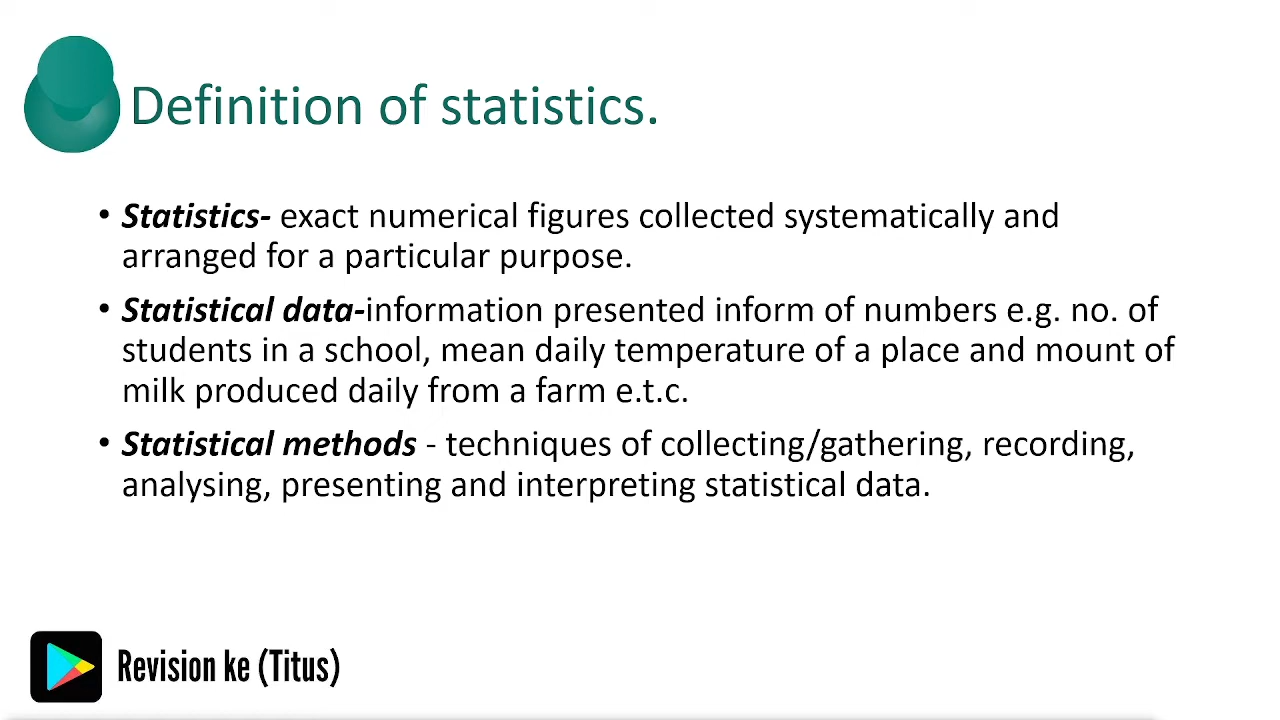 Definition of statistics.
• Statistics- exact numerical figures collected systematically and
arranged for a particular purpose.
• Statistical data-information presented inform of numbers e.g. no. of
students in a school, mean daily temperature of a place and mount of
milk produced daily from a farm e.t.c.
• Statistical methods - techniques of collecting/gathering, recording,
analysing, presenting and interpreting statistical data.
Revision ke (Titus)